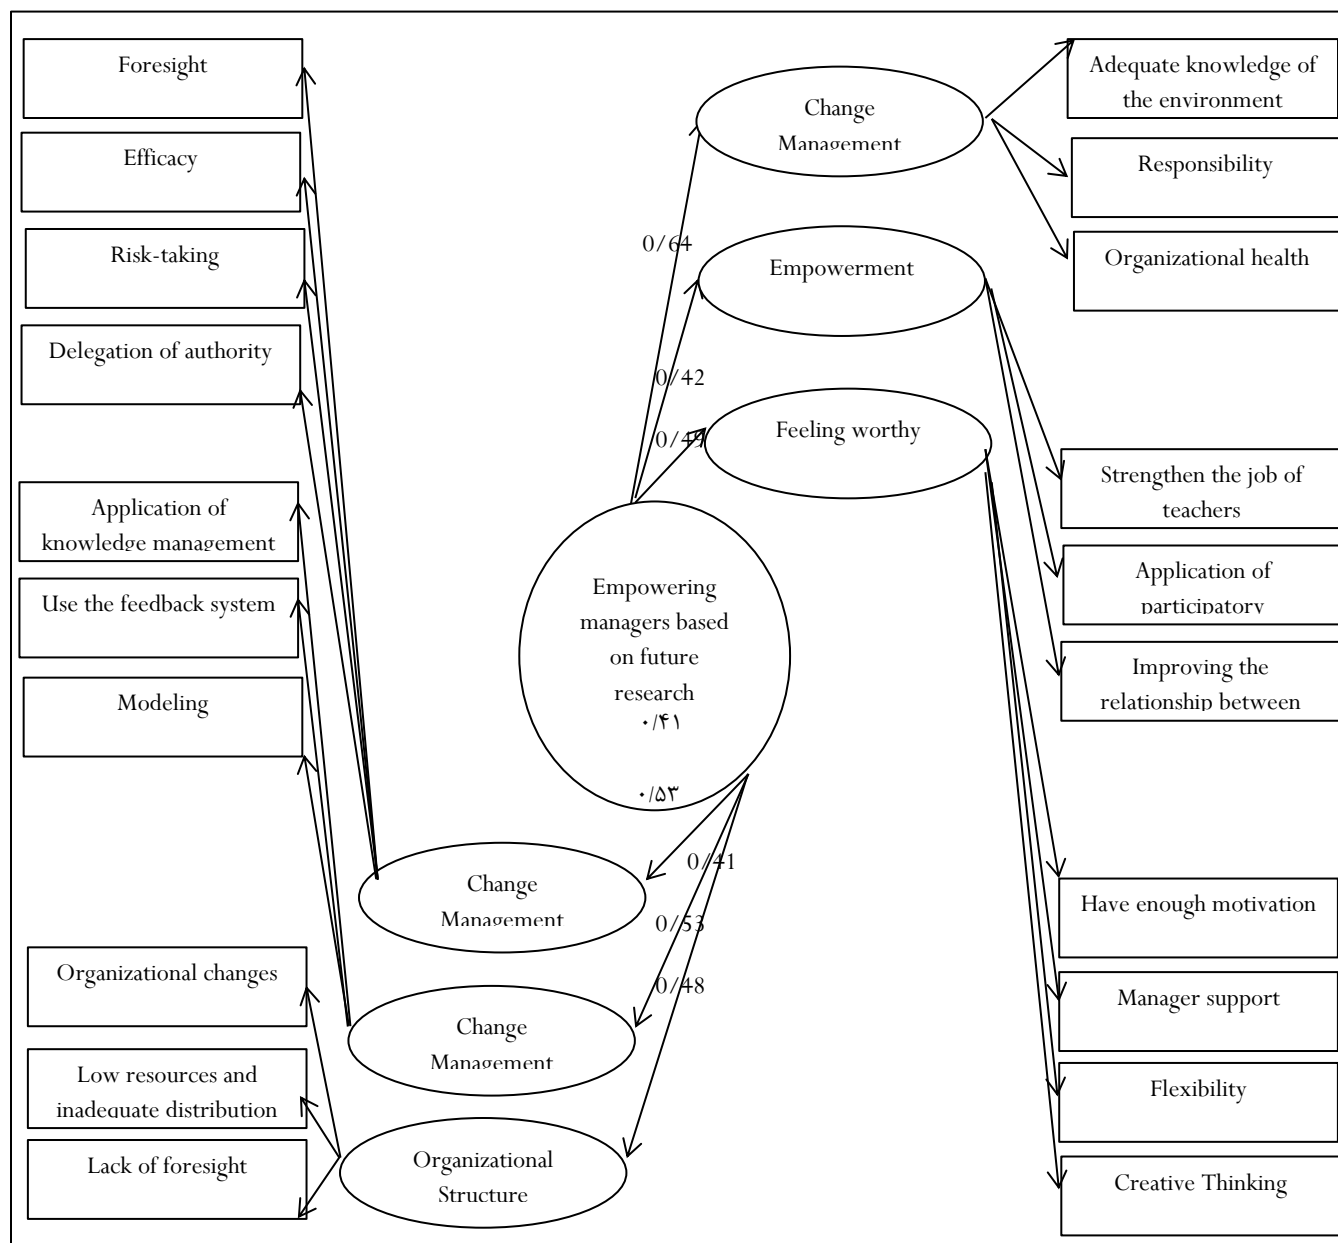 Foresight
Efficacy
Risk-taking
Delegation of authority
Application of
knowledge management
Use the feedback system
Modeling
Organizational changes
Low resources and
inadequate distribution
Lack of foresight
Change
Management
Empowerment
Feeling worthy
0/64
0/42
0/49
Empowering
managers based
on future
research
۰/۴۱
۰/۵۳
0/41
0/53
0/48
Change
Management
Change
Management
Organizational
Structure
Adequate knowledge of
the environment
Responsibility
Organizational health
Strengthen the job of
teachers
Application of
participatory
Improving the
relationship between
Have enough motivation
Manager support
Flexibility
Creative Thinking